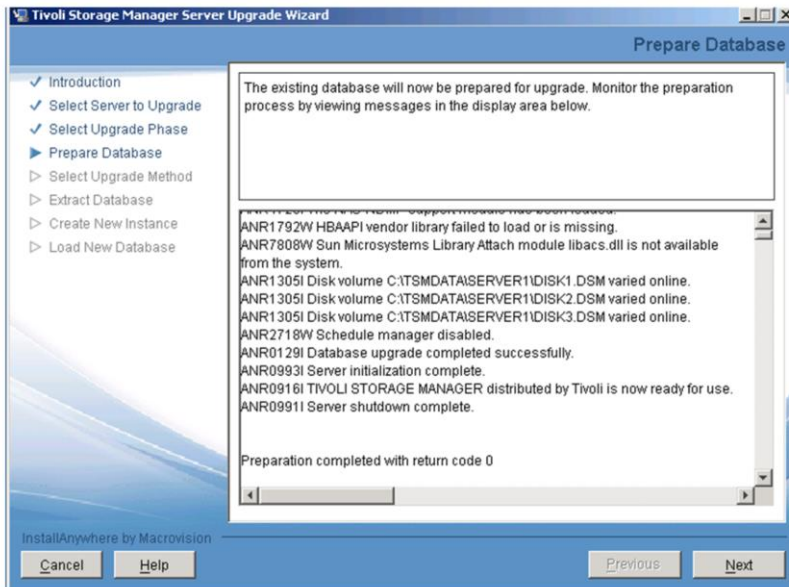 Tivoli Storage Manager Server Upgrade Wizard
Prepare Database
Introduction
Select Server to Upgrade
Select Upgrade Phase
Prepare Database
Select Upgrade Method
Extract Database
Create New Instance
Load New Database
The existing database will now be prepared for upgrade. Monitor the preparation
process by viewing messages in the display area below.
support module has been loaded.
ANR1792W HBAAPI vendor library failed to load or is missing.
ANR7808W Sun Microsystems Library Attach module libacs.dll is not available
from the system.
ANR1305I Disk volume C:\TSMDATA\SERVER1\DISK1.DSM varied online.
ANR1305I Disk volume C:\TSMDATA\SERVER1\DISK2.DSM varied online.
ANR1305I Disk volume C:\TSMDATA\SERVER1\DISK3.DSM varied online.
ANR2718W Schedule manager disabled.
ANR0129I Database upgrade completed successfully.
ANR0993I Server initialization complete.
ANR0916I TIVOLI STORAGE MANAGER distributed by Tivoli is now ready for use.
ANR0991I Server shutdown complete.
Preparation completed with return code 0
InstallAnywhere by Macrovision
Cancel
Help
Previous
Next